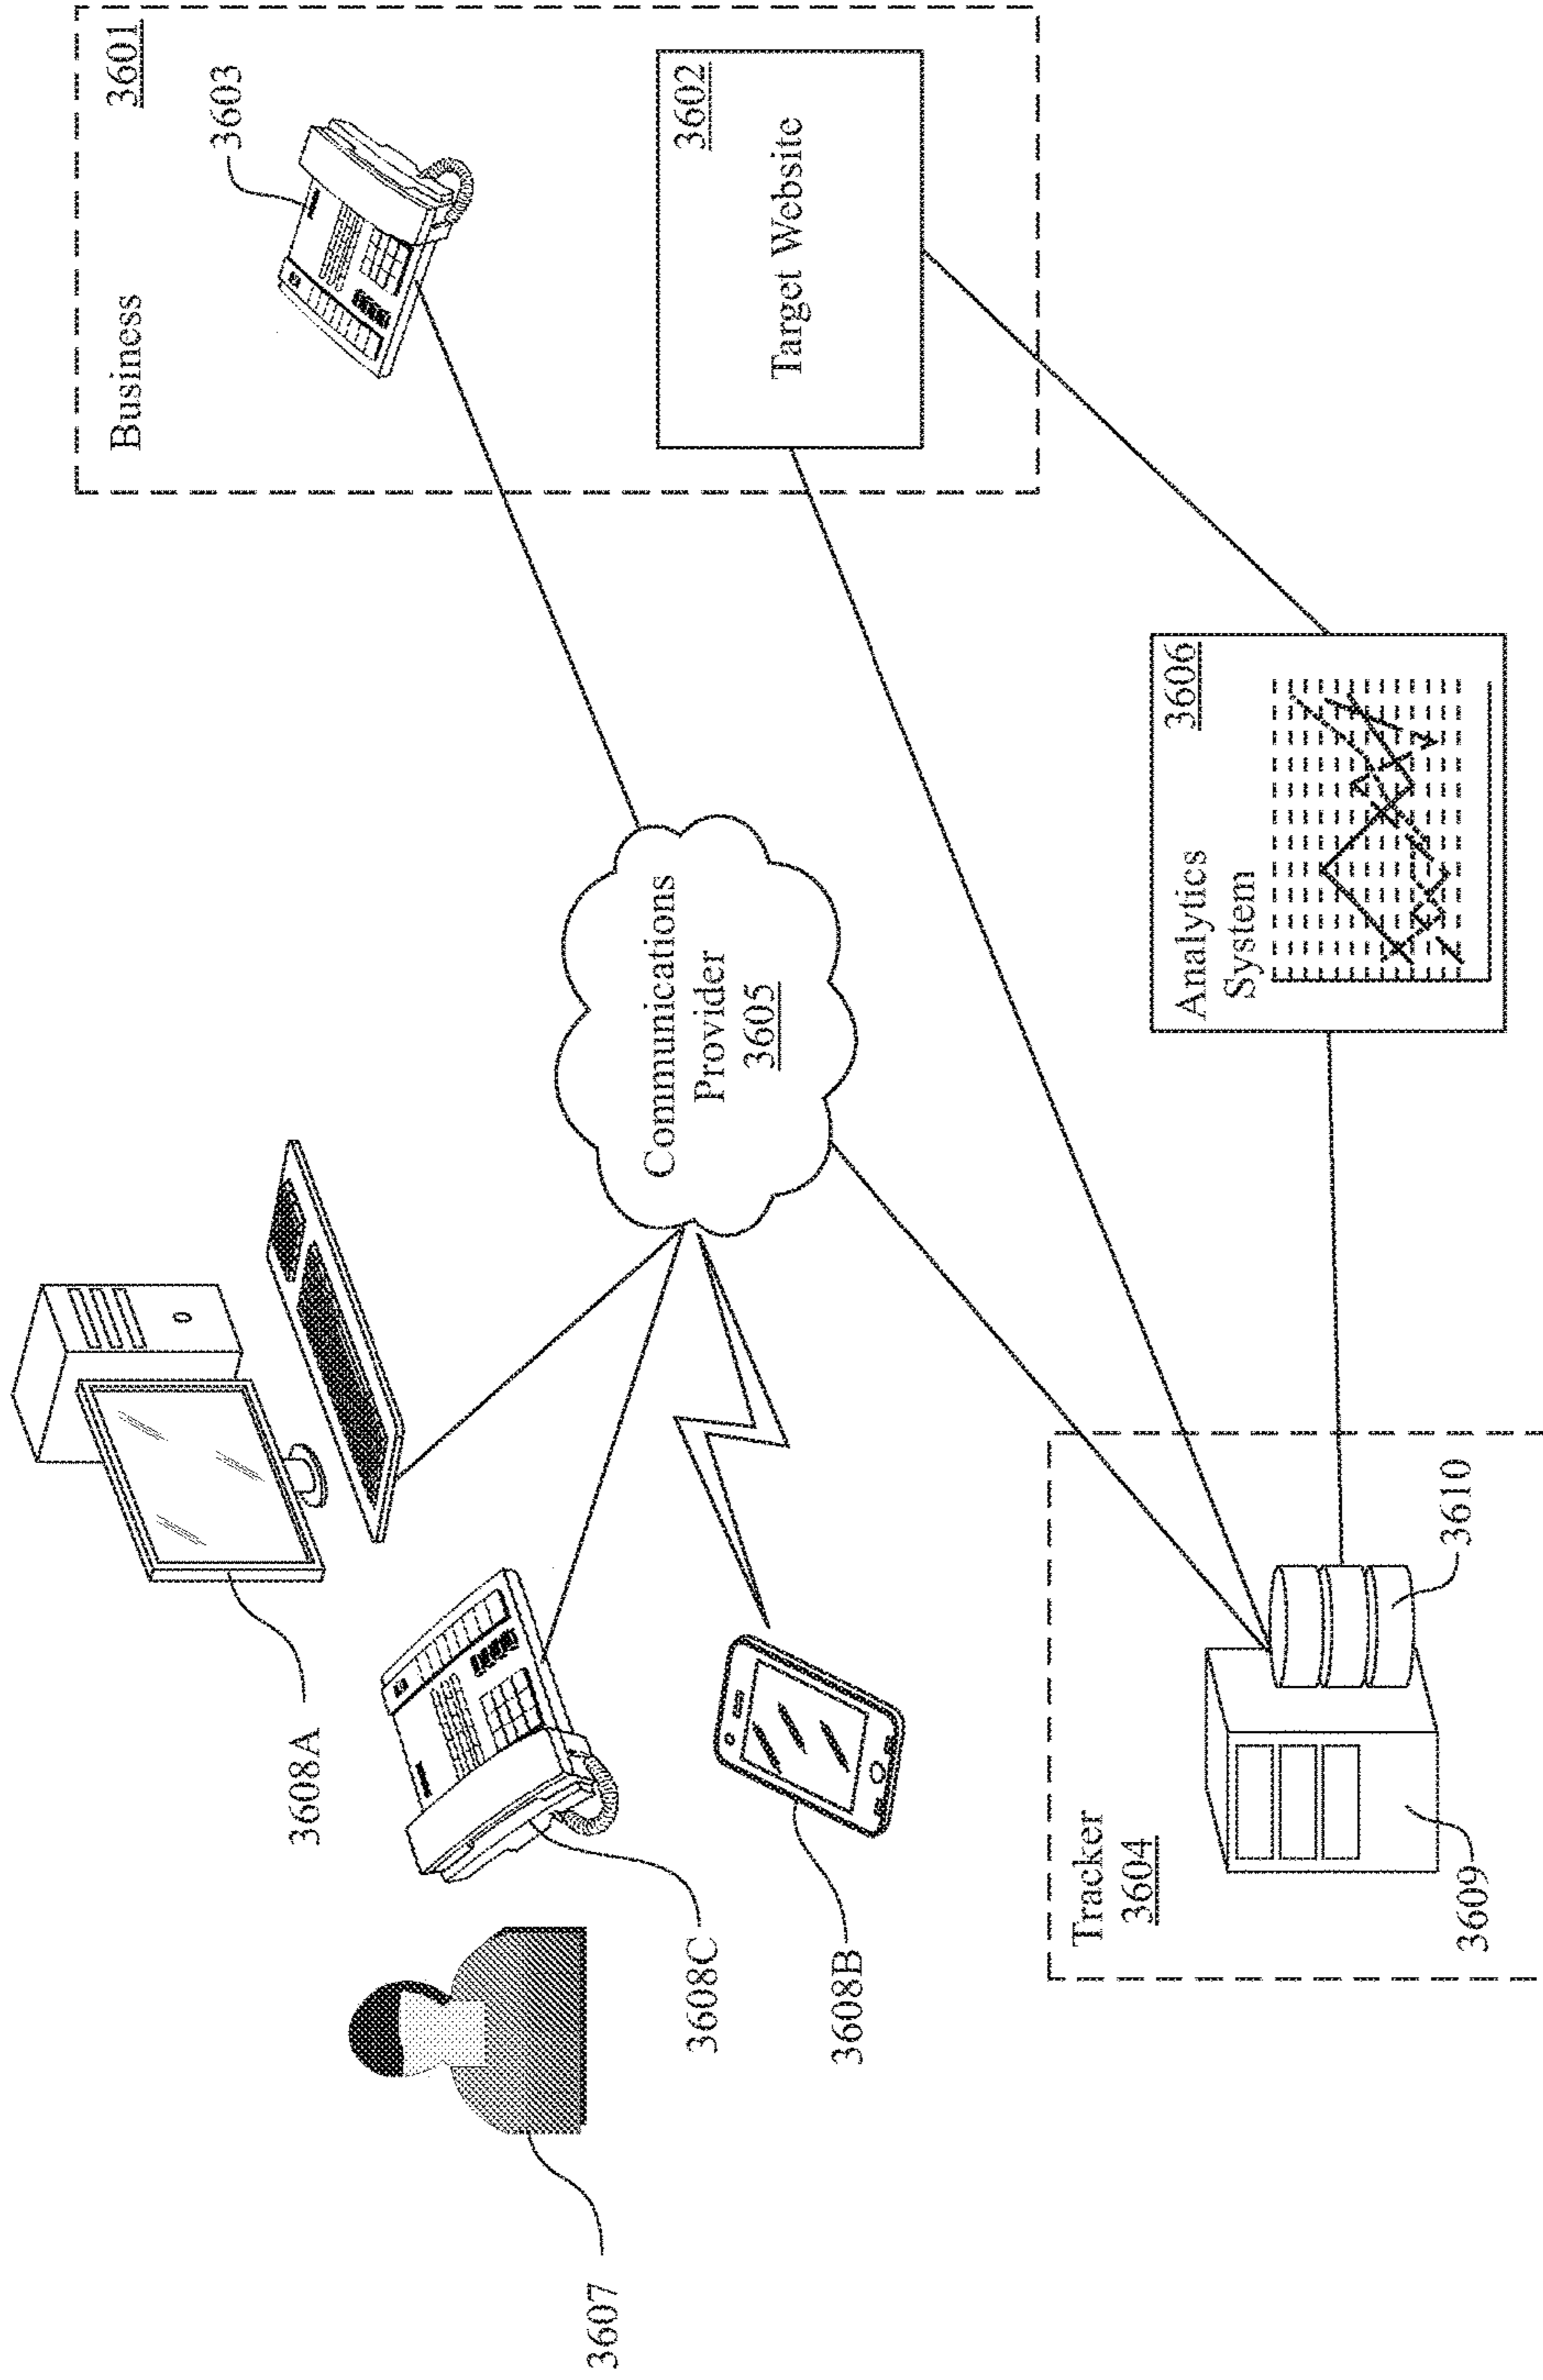 3608A
3607
3608C
3608B
Communications
Provider
3605
Business
3601
3603
3602
Target Website
Tracker
3604
3609
3610
Analytics
System
3606